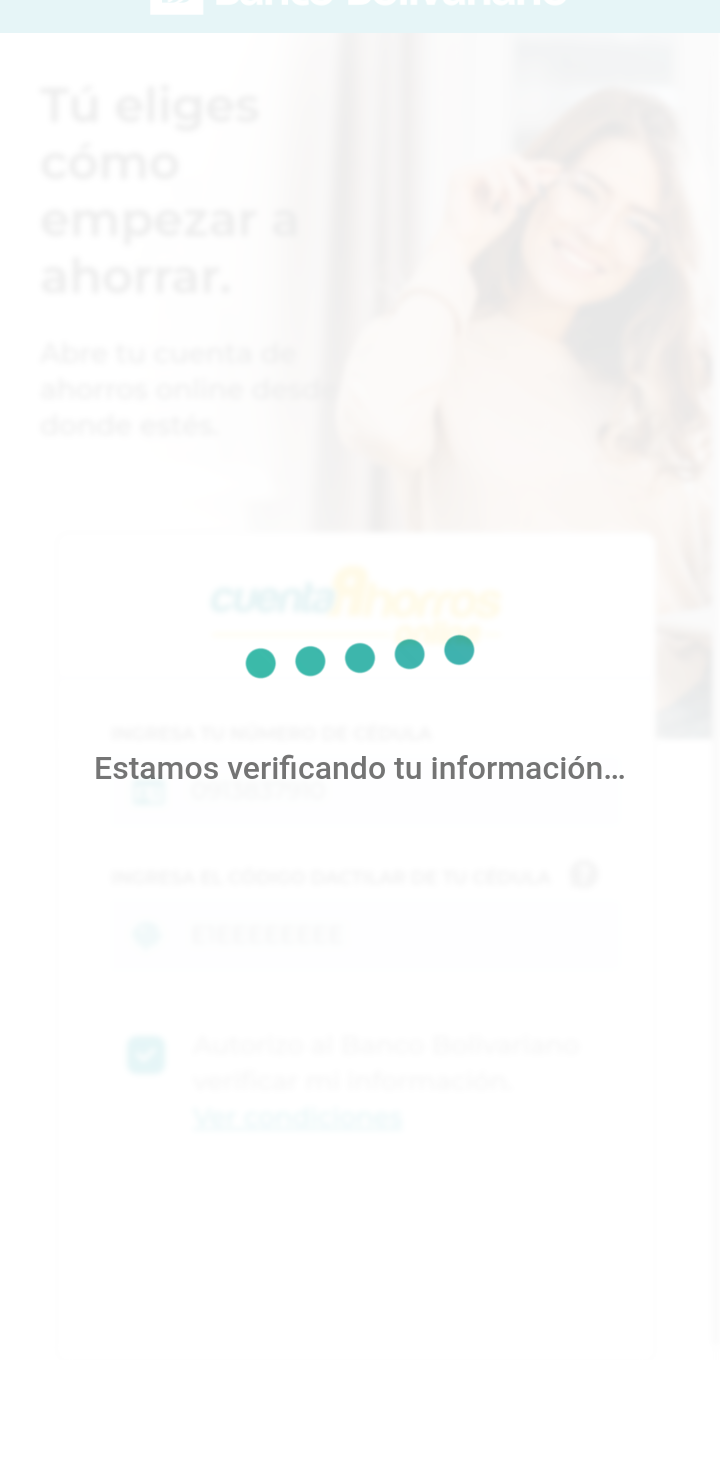 Banco Bolivariano
Tú eliges
cómo
empezar a
ahorrar.
Abre tu cuenta de
ahorros online desde
donde estés.
cuenta Ahorros
online
INGRESA TU NÚMERO DE CÉDULA
Estamos verificando tu información...
INGRESA EL CÓDIGO DACTILAR DE TU CÉDULA
Autorizo al Banco Bolivariano
verificar mi información.
Ver condiciones